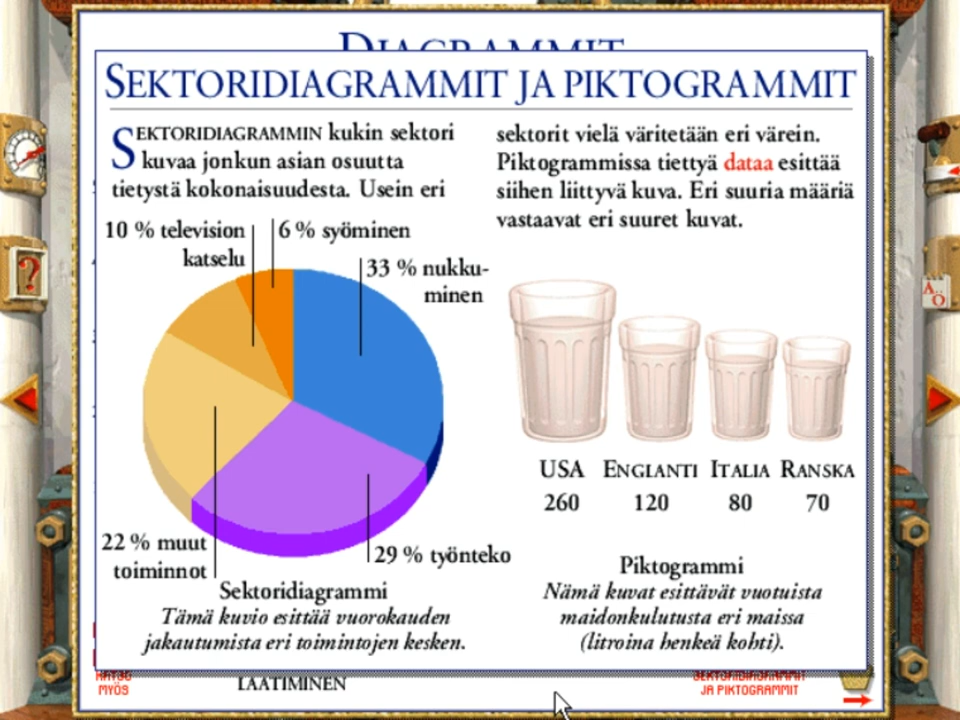 DIAGRAMMIT
SEKTORIDIAGRAMMIT JA PIKTOGRAMMIT
SEKTORIDIAGRAMMIN kukin sektori
kuvaa jonkun asian osuutta
tietystä kokonaisuudesta. Usein eri
sektorit vielä väritetään eri värein.
Piktogrammissa tiettyä dataa esittää
siihen liittyvä kuva. Eri suuria määriä
vastaavat eri suuret kuvat.
10 % television
katselu
6 % syöminen
33 % nukku-
minen
22 % muut
toiminnot
29 % työnteko
Sektoridiagrammi
Tämä kuvio esittää vuorokauden
jakautumista eri toimintojen kesken.
USA ENGLANTI ITALIA RANSKA
260 120 80 70
Piktogrammi
Nämä kuvat esittävät vuotuista
maidonkulutusta eri maissa
(litroina henkeä kohti).
KATSO
MYÖS
LAATIMINEN
SEKTORIDIAGRAMMIT
JA PIKTOGRAMMIT
?
A...
O